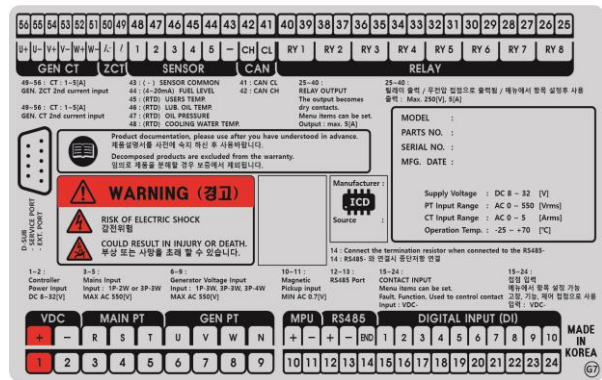 56 55 54 53 52 51 50 49 48 47 46 45 44 43 42 41 40 39 38 37 36 35 34 33 32 31 30 29 28 27 26 25
U+ U- V+ V- W+ W- k l 1 2 3 4 5 - CH CL RY 1 RY 2 RY 3 RY 4 RY 5 RY 6 RY 7 RY 8
GEN CT ZCT SENSOR CAN RELAY
49~56 : CT : 1~5[A]
GEN. ZCT 2nd current input
49~56 : CT : 1~5[A]
GEN. CT 2nd current input
43 : ( - ) SENSOR COMMON
44 : (4~20mA) FUEL LEVEL
45 : (RTD) USERS TEMP.
46 : (RTD) LUB. OIL TEMP.
47 : (RTD) OIL PRESSURE
48 : (RTD) COOLING WATER TEMP.
41 : CAN CL
42 : CAN CH
25~40:
RELAY OUTPUT
The output becomes
dry contacts.
Menu items can be set.
Output : max. 5[A]
25~40:
릴레이 출력 / 무전압 접점으로 출력됨 / 메뉴에서 항목 설정후 사용
출력 : Max. 250[V], 5[A]
Product documentation, please use after you have understood in advance.
제품설명서를 사전에 숙지 하신 후 사용바랍니다.
Decomposed products are excluded from the warranty.
임의로 제품을 분해할 경우 보증에서 제외됩니다.
MODEL :
PARTS NO. :
SERIAL NO. :
MFG. DATE :
Supply Voltage : DC 8 ~ 32 [V]
PT Input Range : AC 0 ~ 550 [Vrms]
CT Input Range : AC 0 ~ 5 [Arms]
Operation Temp. : -25 ~ +70 [℃]
D-SUB
- SERVICE PORT
- EXT. PORT
WARNING (경고)
RISK OF ELECTRIC SHOCK
감전위험
COULD RESULT IN INJURY OR DEATH.
부상 또는 사망을 초래 할 수 있습니다.
Manufacturer :
ICD
Source :
14 : Connect the termination resistor when connected to the RS485-
14 : RS485- 와 연결시 종단저항 연결
1~2 :
Controller
Power Input
DC 8~32[V]
3~5 :
Mains Input
Input : 1P-2W or 3P-3W
MAX AC 550[V]
6~9 :
Generator Voltage Input
Input : 1P-3W, 3P-3W, 3P-4W
MAX AC 550[V]
10~11 :
Magnetic
Pickup input
MIN AC 0.7[V]
12~13 :
RS485 Port
15~24 :
CONTACT INPUT
Menu items can be set.
Fault. Function. Used to control contact
Input : VDC-
15~24 :
접점 입력
메뉴에서 항목 설정 가능
고장, 기능, 제어 접점으로 사용
입력 : VDC-
VDC MAIN PT GEN PT MPU RS485 DIGITAL INPUT (DI)
+ - R S T U V W N + - + - END 1 2 3 4 5 6 7 8 9 10
1 2 3 4 5 6 7 8 9 10 11 12 13 14 15 16 17 18 19 20 21 22 23 24
MADE
IN
KOREA
G7